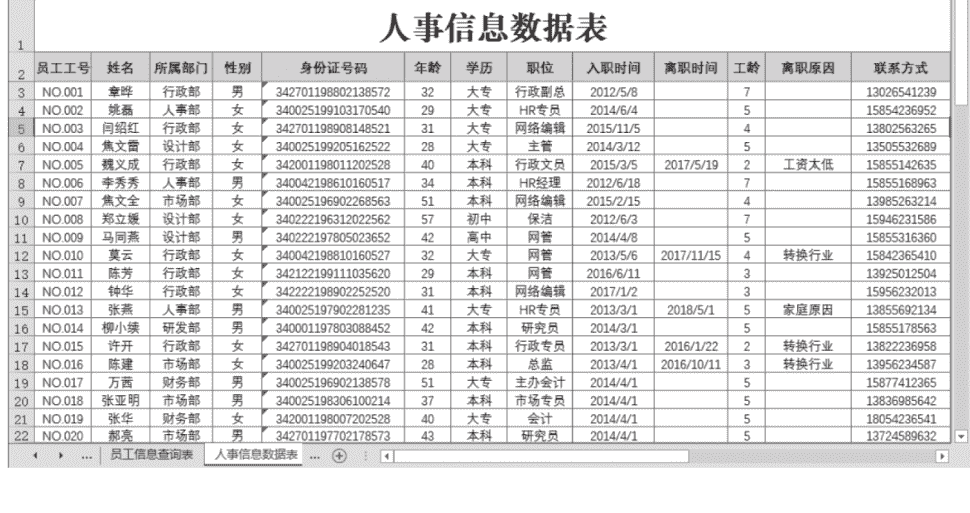 1 人事信息数据表
2 员工工号 姓名 所属部门 性别 身份证号码 年龄 学历 职位 入职时间 离职时间 工龄 离职原因 联系方式
3 NO.001 章晔 行政部 男 342701198802138572 32 大专 行政副总 2012/5/8 7 13026541239
4 NO.002 姚磊 人事部 女 340025199103170540 29 大专 HR专员 2014/6/4 5 15854236952
5 NO.003 闫绍红 行政部 女 342701198908148521 31 大专 网络编辑 2015/11/5 4 13802563265
6 NO.004 焦文雷 设计部 女 340025199205162522 28 大专 主管 2014/3/12 5 13505532689
7 NO.005 魏义成 行政部 女 342001198011202528 40 本科 行政文员 2015/3/5 2017/5/19 2 工资太低 15855142635
8 NO.006 李秀秀 人事部 男 340042198610160517 34 本科 HR经理 2012/6/18 7 15855168963
9 NO.007 焦文全 市场部 女 340025196902268563 51 本科 网络编辑 2015/2/15 4 13985263214
10 NO.008 郑立媛 设计部 女 340222196312022562 57 初中 保洁 2012/6/3 7 15946231586
11 NO.009 马同燕 设计部 男 340222197805023652 42 高中 网管 2014/4/8 5 15855316360
12 NO.010 莫云 行政部 女 340042198810160527 32 大专 网管 2013/5/6 2017/11/15 4 转换行业 15842365410
13 NO.011 陈芳 行政部 女 342122199111035620 29 本科 网管 2016/6/11 3 13925012504
14 NO.012 钟华 行政部 女 342222198902252520 31 本科 网络编辑 2017/1/2 3 15956232013
15 NO.013 张燕 人事部 男 340025197902281235 41 大专 HR专员 2013/3/1 2018/5/1 5 家庭原因 13855692134
16 NO.014 柳小续 研发部 男 340001197803088452 42 本科 研究员 2014/3/1 5 15855178563
17 NO.015 许开 行政部 男 342701198904018543 31 本科 行政专员 2013/3/1 2016/1/22 2 转换行业 13822236958
18 NO.016 陈建 市场部 女 340025199203240647 28 本科 总监 2013/4/1 2016/10/11 3 转换行业 13956234587
19 NO.017 万茜 财务部 男 340025196902138578 51 大专 主办会计 2014/4/1 5 15877412365
20 NO.018 张亚明 市场部 男 340025198306100214 37 本科 市场专员 2014/4/1 5 13836985642
21 NO.019 张华 财务部 女 342001198007202528 40 大专 会计 2014/4/1 5 18054236541
22 NO.020 郝亮 市场部 男 342701197702178573 43 本科 研究员 2014/4/1 5 13724589632
... 员工信息查询表 人事信息数据表 ...